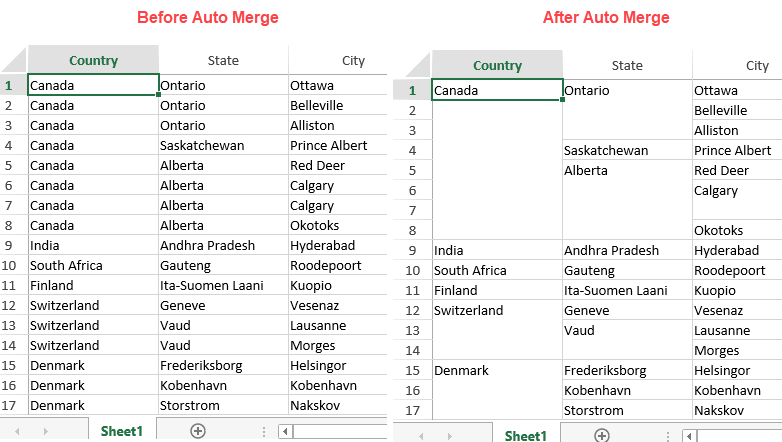 Before Auto Merge
Country State City
1 Canada Ontario Ottawa
2 Canada Ontario Belleville
3 Canada Ontario Alliston
4 Canada Saskatchewan Prince Albert
5 Canada Alberta Red Deer
6 Canada Alberta Calgary
7 Canada Alberta Calgary
8 Canada Alberta Okotoks
9 India Andhra Pradesh Hyderabad
10 South Africa Gauteng Roodepoort
11 Finland Ita-Suomen Laani Kuopio
12 Switzerland Geneve Vesenaz
13 Switzerland Vaud Lausanne
14 Switzerland Vaud Morges
15 Denmark Frederiksborg Helsingor
16 Denmark Kobenhavn Kobenhavn
17 Denmark Storstrom Nakskov
Sheet1
After Auto Merge
Country State City
1 Canada Ontario Ottawa
2 Belleville
3 Alliston
4 Saskatchewan Prince Albert
5 Alberta Red Deer
6 Calgary
7
8 Okotoks
9 India Andhra Pradesh Hyderabad
10 South Africa Gauteng Roodepoort
11 Finland Ita-Suomen Laani Kuopio
12 Switzerland Geneve Vesenaz
13 Vaud Lausanne
14 Morges
15 Denmark Frederiksborg Helsingor
16 Kobenhavn Kobenhavn
17 Storstrom Nakskov
Sheet1